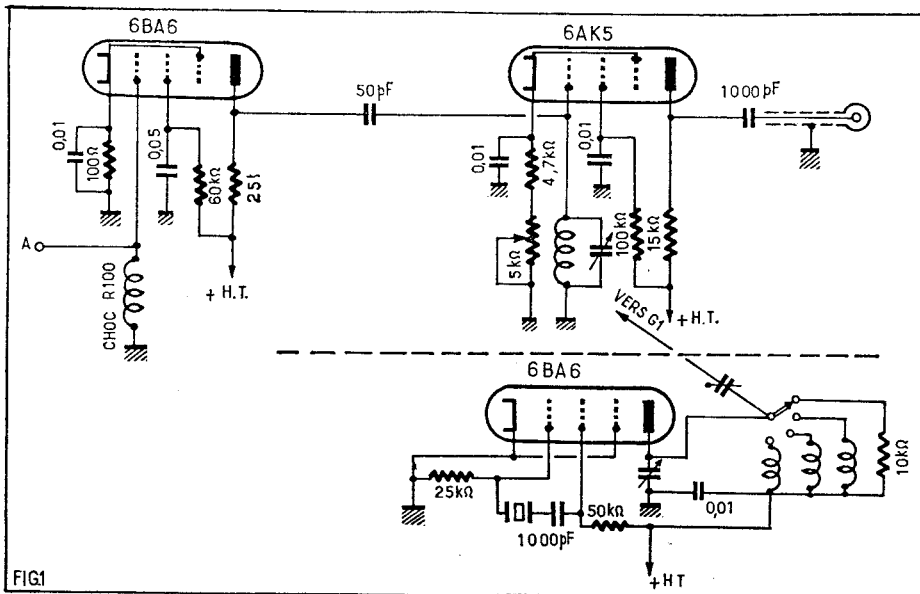 6BA6
6AK5
50pF
1000pF
0,01
100Ω
0,05
60kΩ
0,01
4,7kΩ
0,01
5kΩ
100kΩ
15kΩ
A
CHOC R100
+ H.T.
+ H.T.
VERS G1
6BA6
25kΩ
1000pF
50kΩ
0,01
10kΩ
+HT
FIG1